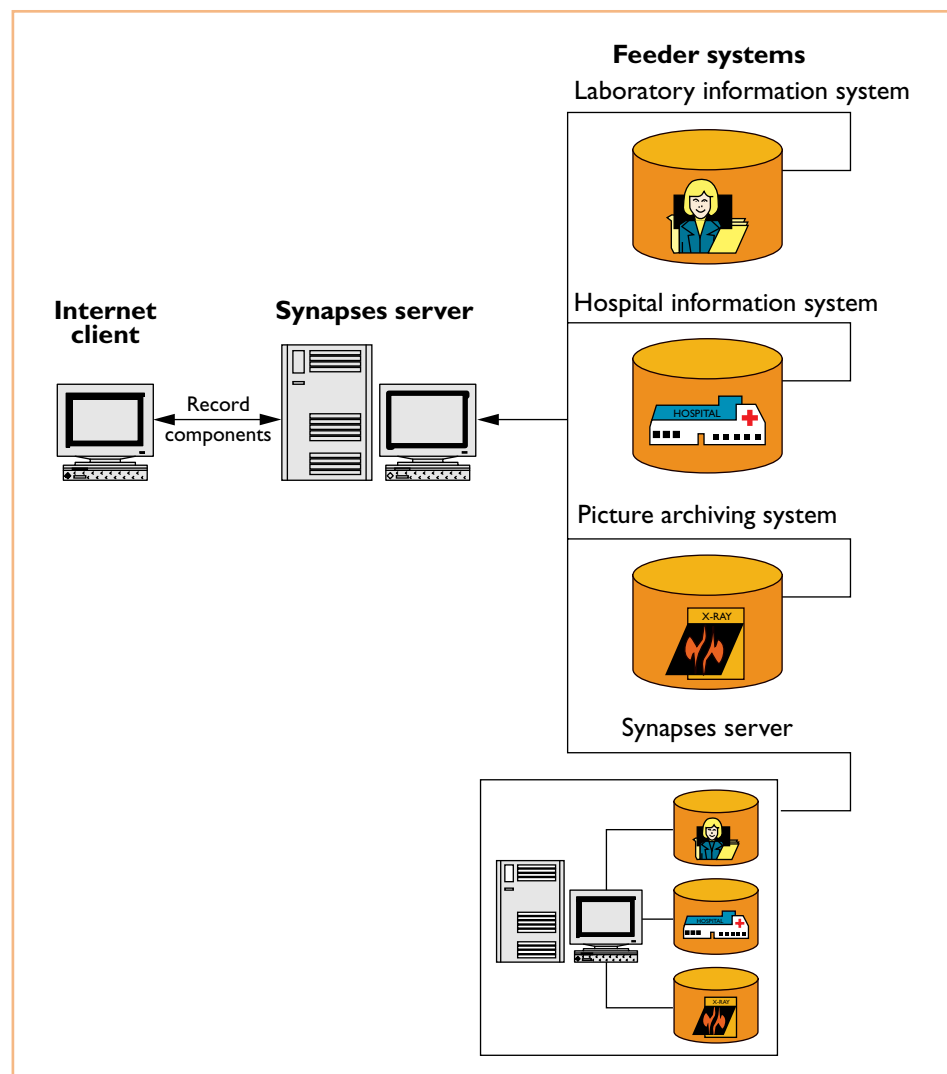 Feeder systems
Laboratory information system
Hospital information system
Internet
client
Synapses server
Record
components
HOSPITAL
Picture archiving system
X-RAY
Synapses server
HOSPITAL
X-RAY